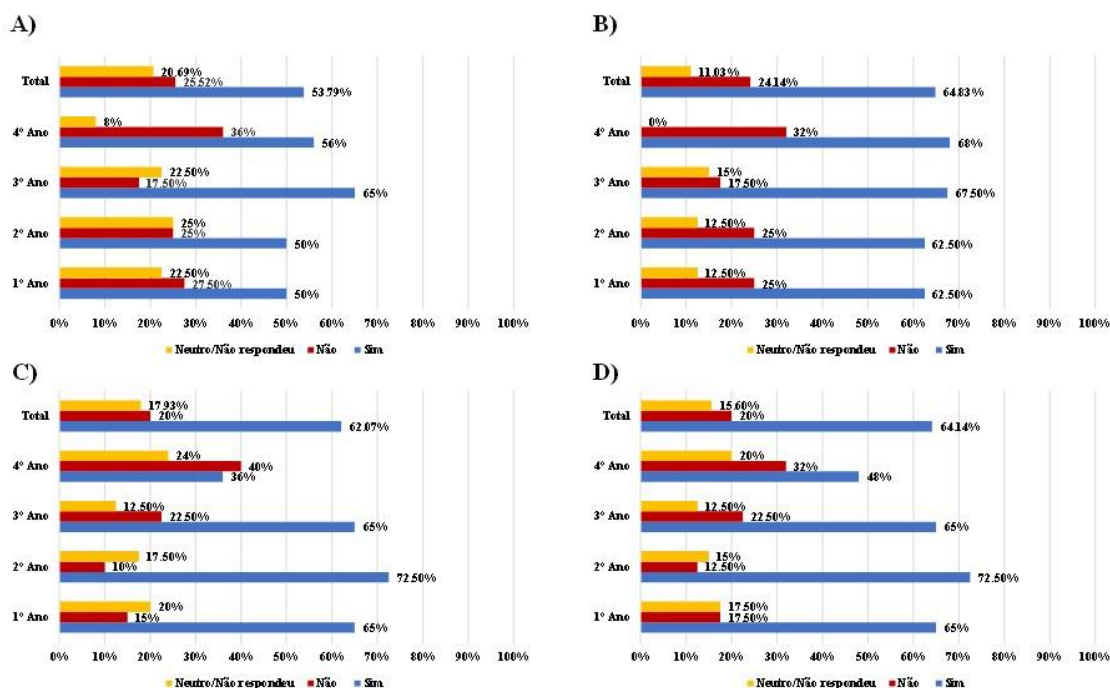 A)
20.69%
Total 25.52%
53.79%
8%
4º Ano 36%
56%
22.50%
3º Ano 17.50%
65%
25%
2º Ano 25%
50%
22.50%
1º Ano 27.50%
50%
0% 10% 20% 30% 40% 50% 60% 70% 80% 90% 100%
Neutro/Não respondeu Não Sim
B)
11.03%
Total 24.14%
64.83%
0%
4º Ano 32%
68%
15%
3º Ano 17.50%
67.50%
12.50%
2º Ano 25%
62.50%
12.50%
1º Ano 25%
62.50%
0% 10% 20% 30% 40% 50% 60% 70% 80% 90% 100%
Neutro/Não respondeu Não Sim
C)
17.93%
Total 20%
62.07%
24%
4º Ano 40%
36%
12.50%
3º Ano 22.50%
65%
17.50%
2º Ano 10%
72.50%
20%
1º Ano 15%
65%
0% 10% 20% 30% 40% 50% 60% 70% 80% 90% 100%
Neutro/Não respondeu Não Sim
D)
15.60%
Total 20%
64.14%
20%
4º Ano 32%
48%
12.50%
3º Ano 22.50%
65%
15%
2º Ano 12.50%
72.50%
17.50%
1º Ano 17.50%
65%
0% 10% 20% 30% 40% 50% 60% 70% 80% 90% 100%
Neutro/Não respondeu Não Sim